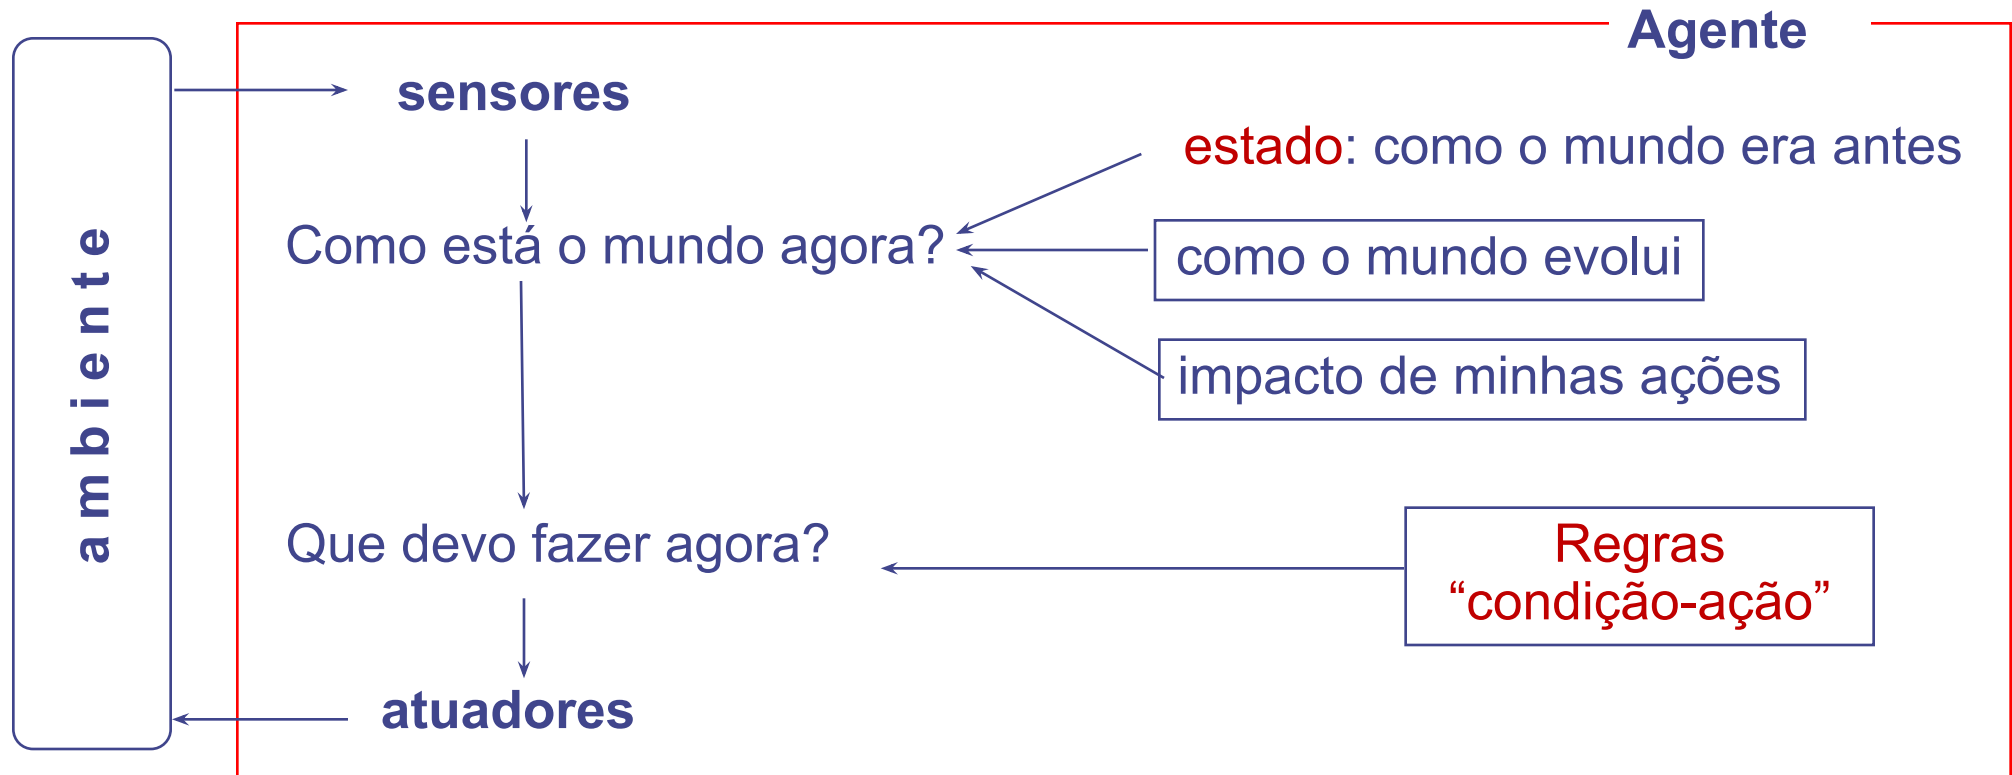 Agente
sensores
estado: como o mundo era antes
Como está o mundo agora?
como o mundo evolui
impacto de minhas ações
ambiente
Que devo fazer agora?
Regras
“condição-ação”
atuadores